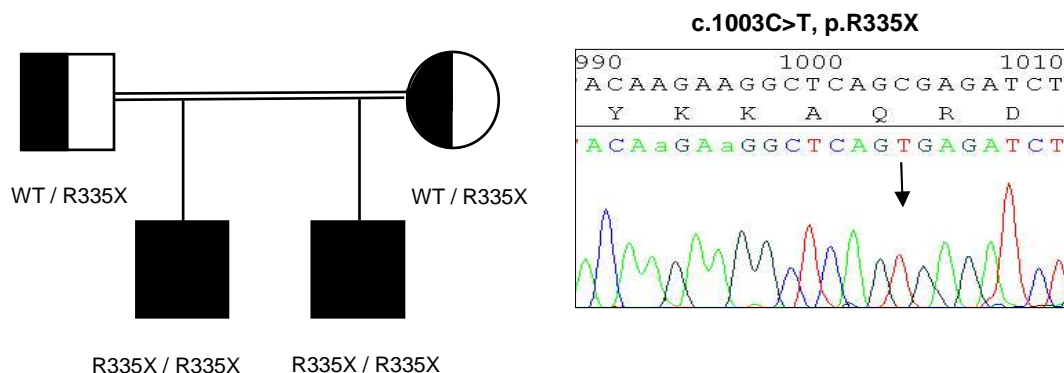 c.1003C>T, p.R335X
990 1000 1010
ACAAGAAGGCTCAGCGAGATCT
Y K K A Q R D
ACAaGAaGGCTCAGTGAGATCT
WT / R335X
WT / R335X
R335X / R335X
R335X / R335X